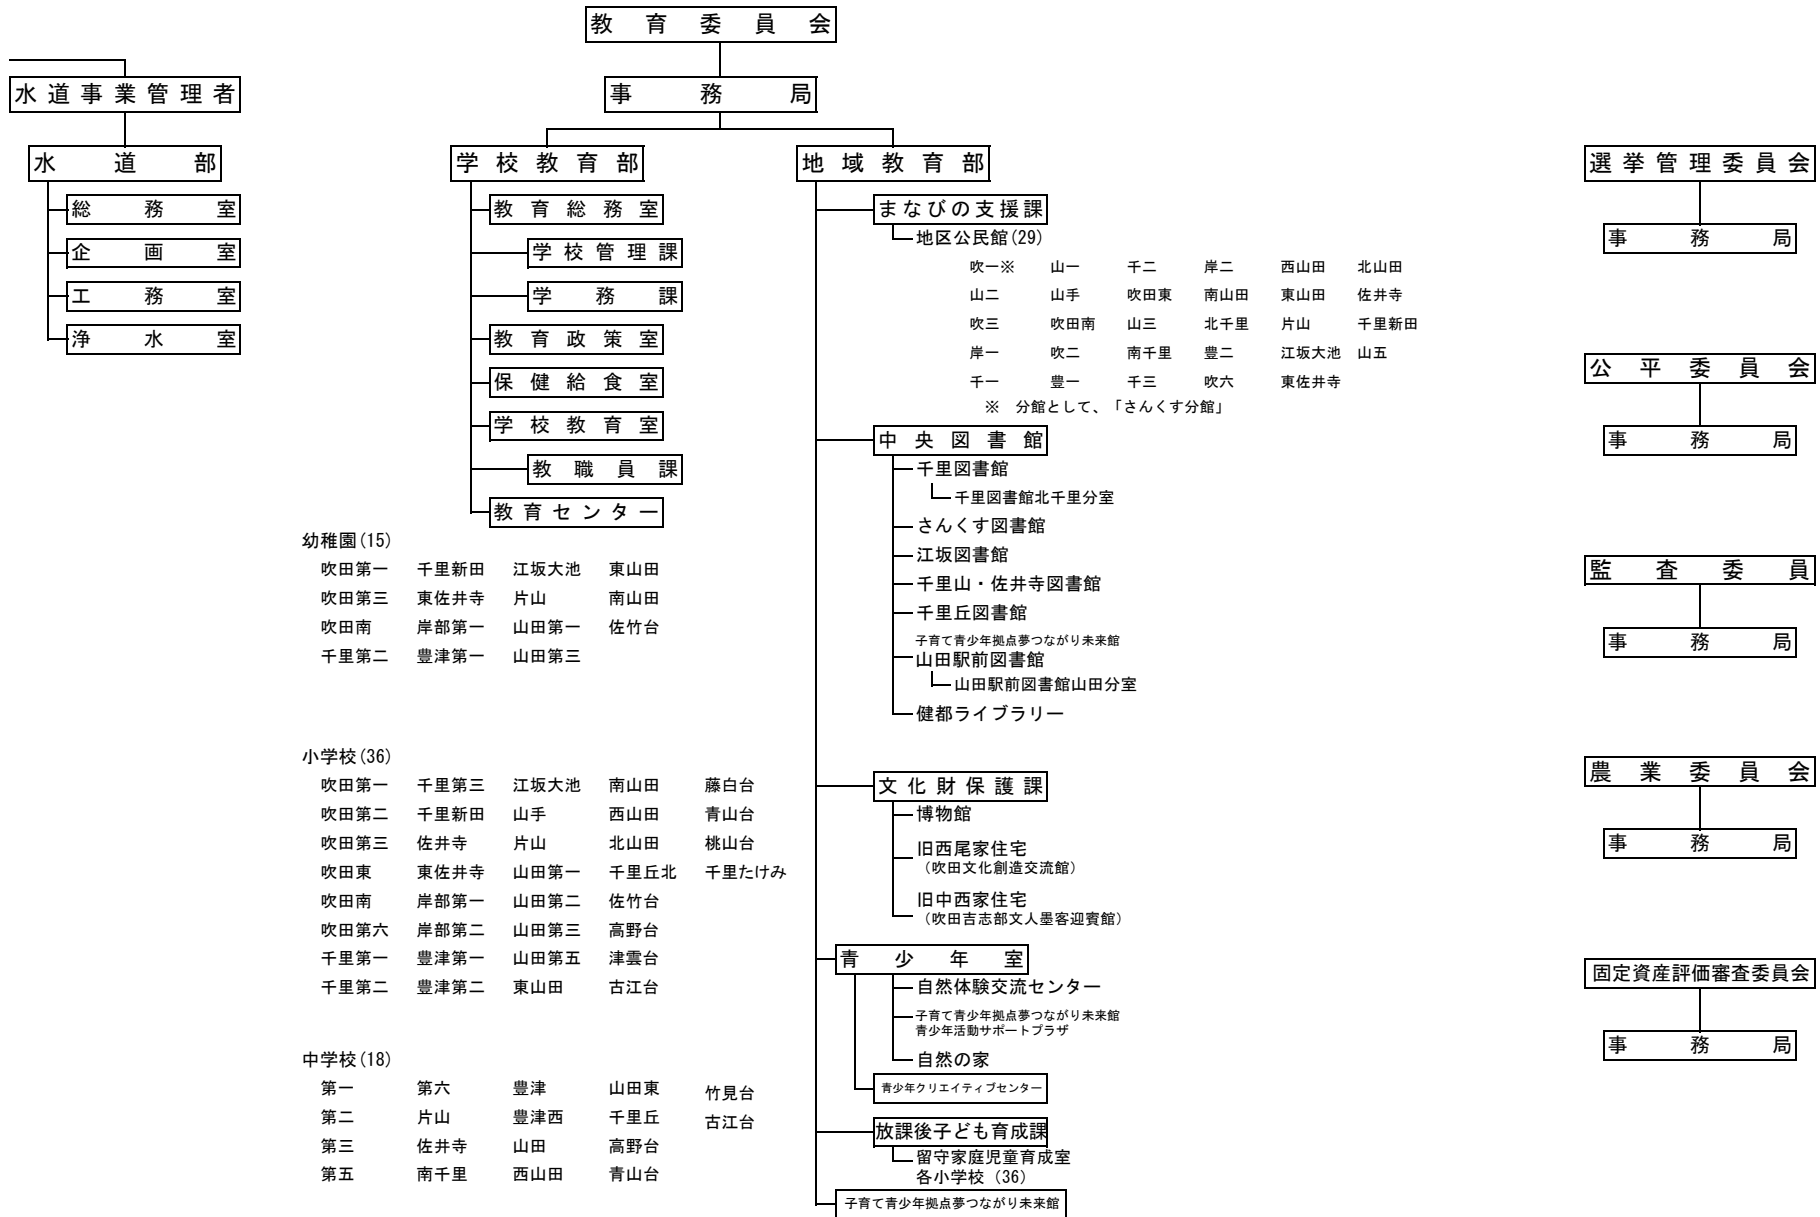 教育委員会
事務局
水道事業管理者
水道部
総務室
企画室
工務室
浄水室
学校教育部
教育総務室
学校管理課
学務課
教育政策室
保健給食室
学校教育室
教職員課
教育センター
幼稚園(15)
吹田第一 千里新田 江坂大池 東山田
吹田第三 東佐井寺 片山 南山田
吹田南 岸部第一 山田第一 佐竹台
千里第二 豊津第一 山田第三
小学校(36)
吹田第一 千里第三 江坂大池 南山田 藤白台
吹田第二 千里新田 山手 西山田 青山台
吹田第三 佐井寺 片山 北山田 桃山台
吹田東 東佐井寺 山田第一 千里丘北 千里たけみ
吹田南 岸部第一 山田第二 佐竹台
吹田第六 岸部第二 山田第三 高野台
千里第一 豊津第一 山田第五 津雲台
千里第二 豊津第二 東山田 古江台
中学校(18)
第一 第六 豊津 山田東 竹見台
第二 片山 豊津西 千里丘 古江台
第三 佐井寺 山田 高野台
第五 南千里 西山田 青山台
地域教育部
まなびの支援課
地区公民館(29)
吹一※ 山一 千二 岸二 西山田 北山田
山二 山手 吹田東 南山田 東山田 佐井寺
吹三 吹田南 山三 北千里 片山 千里新田
岸一 吹二 南千里 豊二 江坂大池 山五
千一 豊一 千三 吹六 東佐井寺
※ 分館として、「さんくす分館」
中央図書館
千里図書館
千里図書館北千里分室
さんくす図書館
江坂図書館
千里山・佐井寺図書館
千里丘図書館
子育て青少年拠点夢つながり未来館
山田駅前図書館
山田駅前図書館山田分室
健都ライブラリー
文化財保護課
博物館
旧西尾家住宅
（吹田文化創造交流館）
旧中西家住宅
（吹田吉志部文人墨客迎賓館）
青少年室
自然体験交流センター
子育て青少年拠点夢つながり未来館
青少年活動サポートプラザ
自然の家
青少年クリエイティブセンター
放課後子ども育成課
留守家庭児童育成室
各小学校（36）
子育て青少年拠点夢つながり未来館
選挙管理委員会
事務局
公平委員会
事務局
監査委員
事務局
農業委員会
事務局
固定資産評価審査委員会
事務局